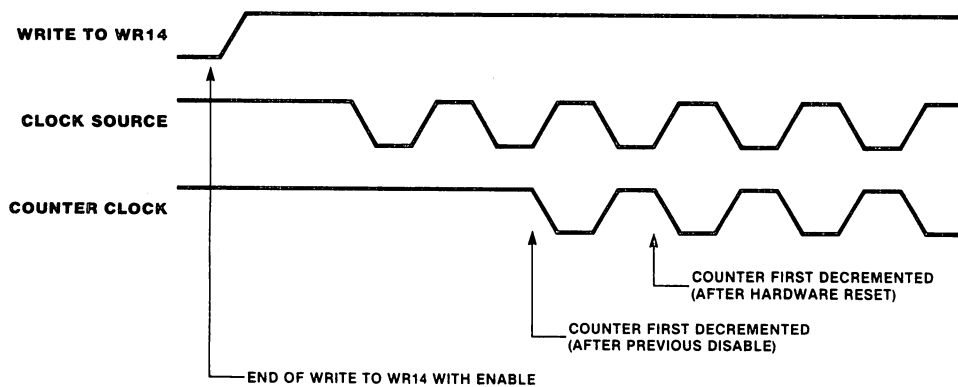 WRITE TO WR14
CLOCK SOURCE
COUNTER CLOCK
COUNTER FIRST DECREMENTED
(AFTER HARDWARE RESET)
COUNTER FIRST DECREMENTED
(AFTER PREVIOUS DISABLE)
END OF WRITE TO WR14 WITH ENABLE